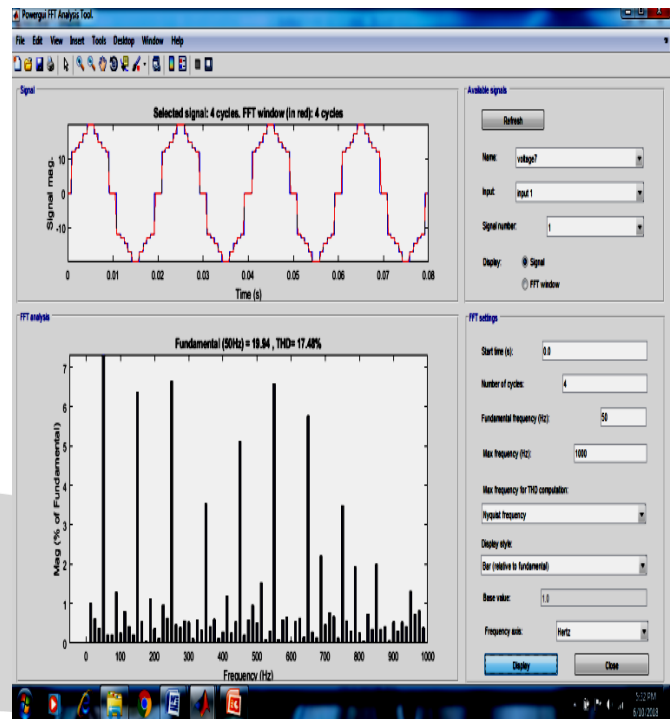 Powergui FFT Analysis Tool.
File Edit View Insert Tools Desktop Window Help
Signal
Selected signal: 4 cycles. FFT window (in red): 4 cycles
10
0
-10
Signal mag.
0 0.01 0.02 0.03 0.04 0.05 0.06 0.07 0.08
Time (s)
Available signals
Refresh
Name: voltage7
Input: input 1
Signal number: 1
Display: Signal
FFT window
FFT analysis
Fundamental (50Hz) = 19.94 , THD= 17.48%
7
6
5
4
3
2
1
0
Mag (% of Fundamental)
0 100 200 300 400 500 600 700 800 900 1000
Frequency (Hz)
FFT settings
Start time (s): 0.0
Number of cycles: 4
Fundamental frequency (Hz): 50
Max frequency (Hz): 1000
Max frequency for THD computation:
Nyquist frequency
Display style:
Bar (relative to fundamental)
Base value: 1.0
Frequency axis: Hertz
Display Close
5:12 PM
6/10/2018